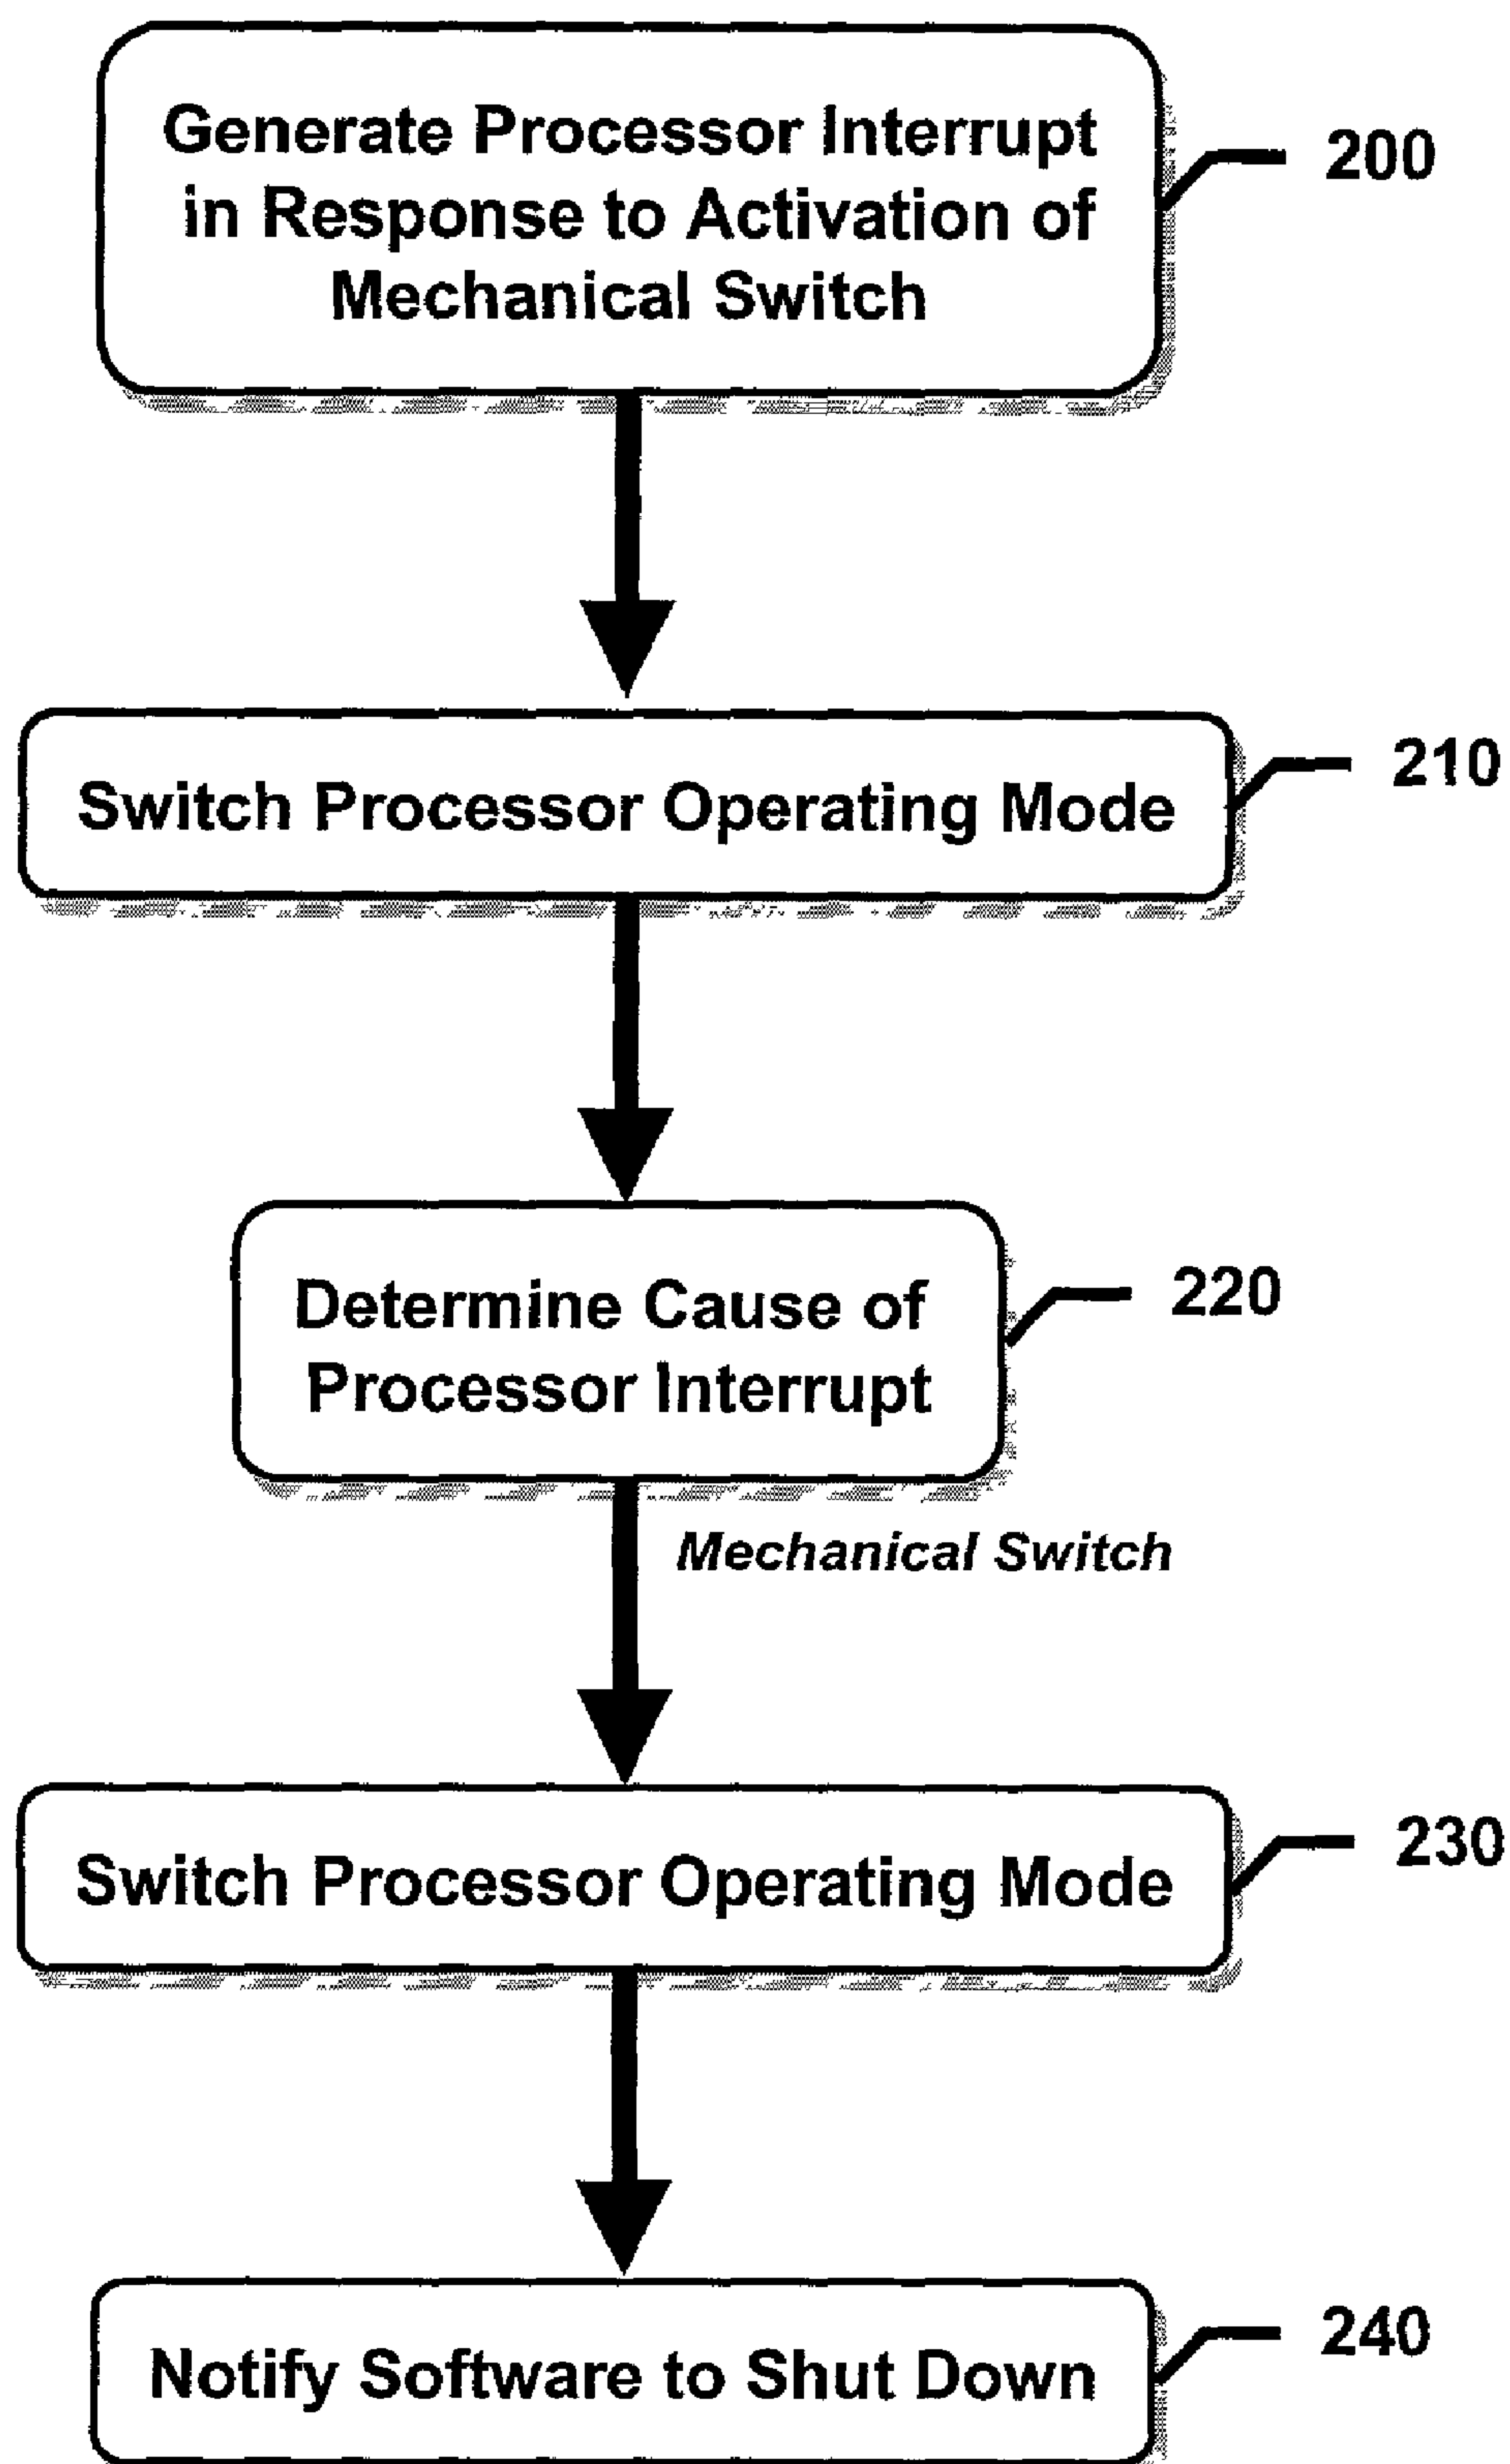 Generate Processor Interrupt
in Response to Activation of
Mechanical Switch
200
Switch Processor Operating Mode
210
Determine Cause of
Processor Interrupt
220
Mechanical Switch
Switch Processor Operating Mode
230
Notify Software to Shut Down
240